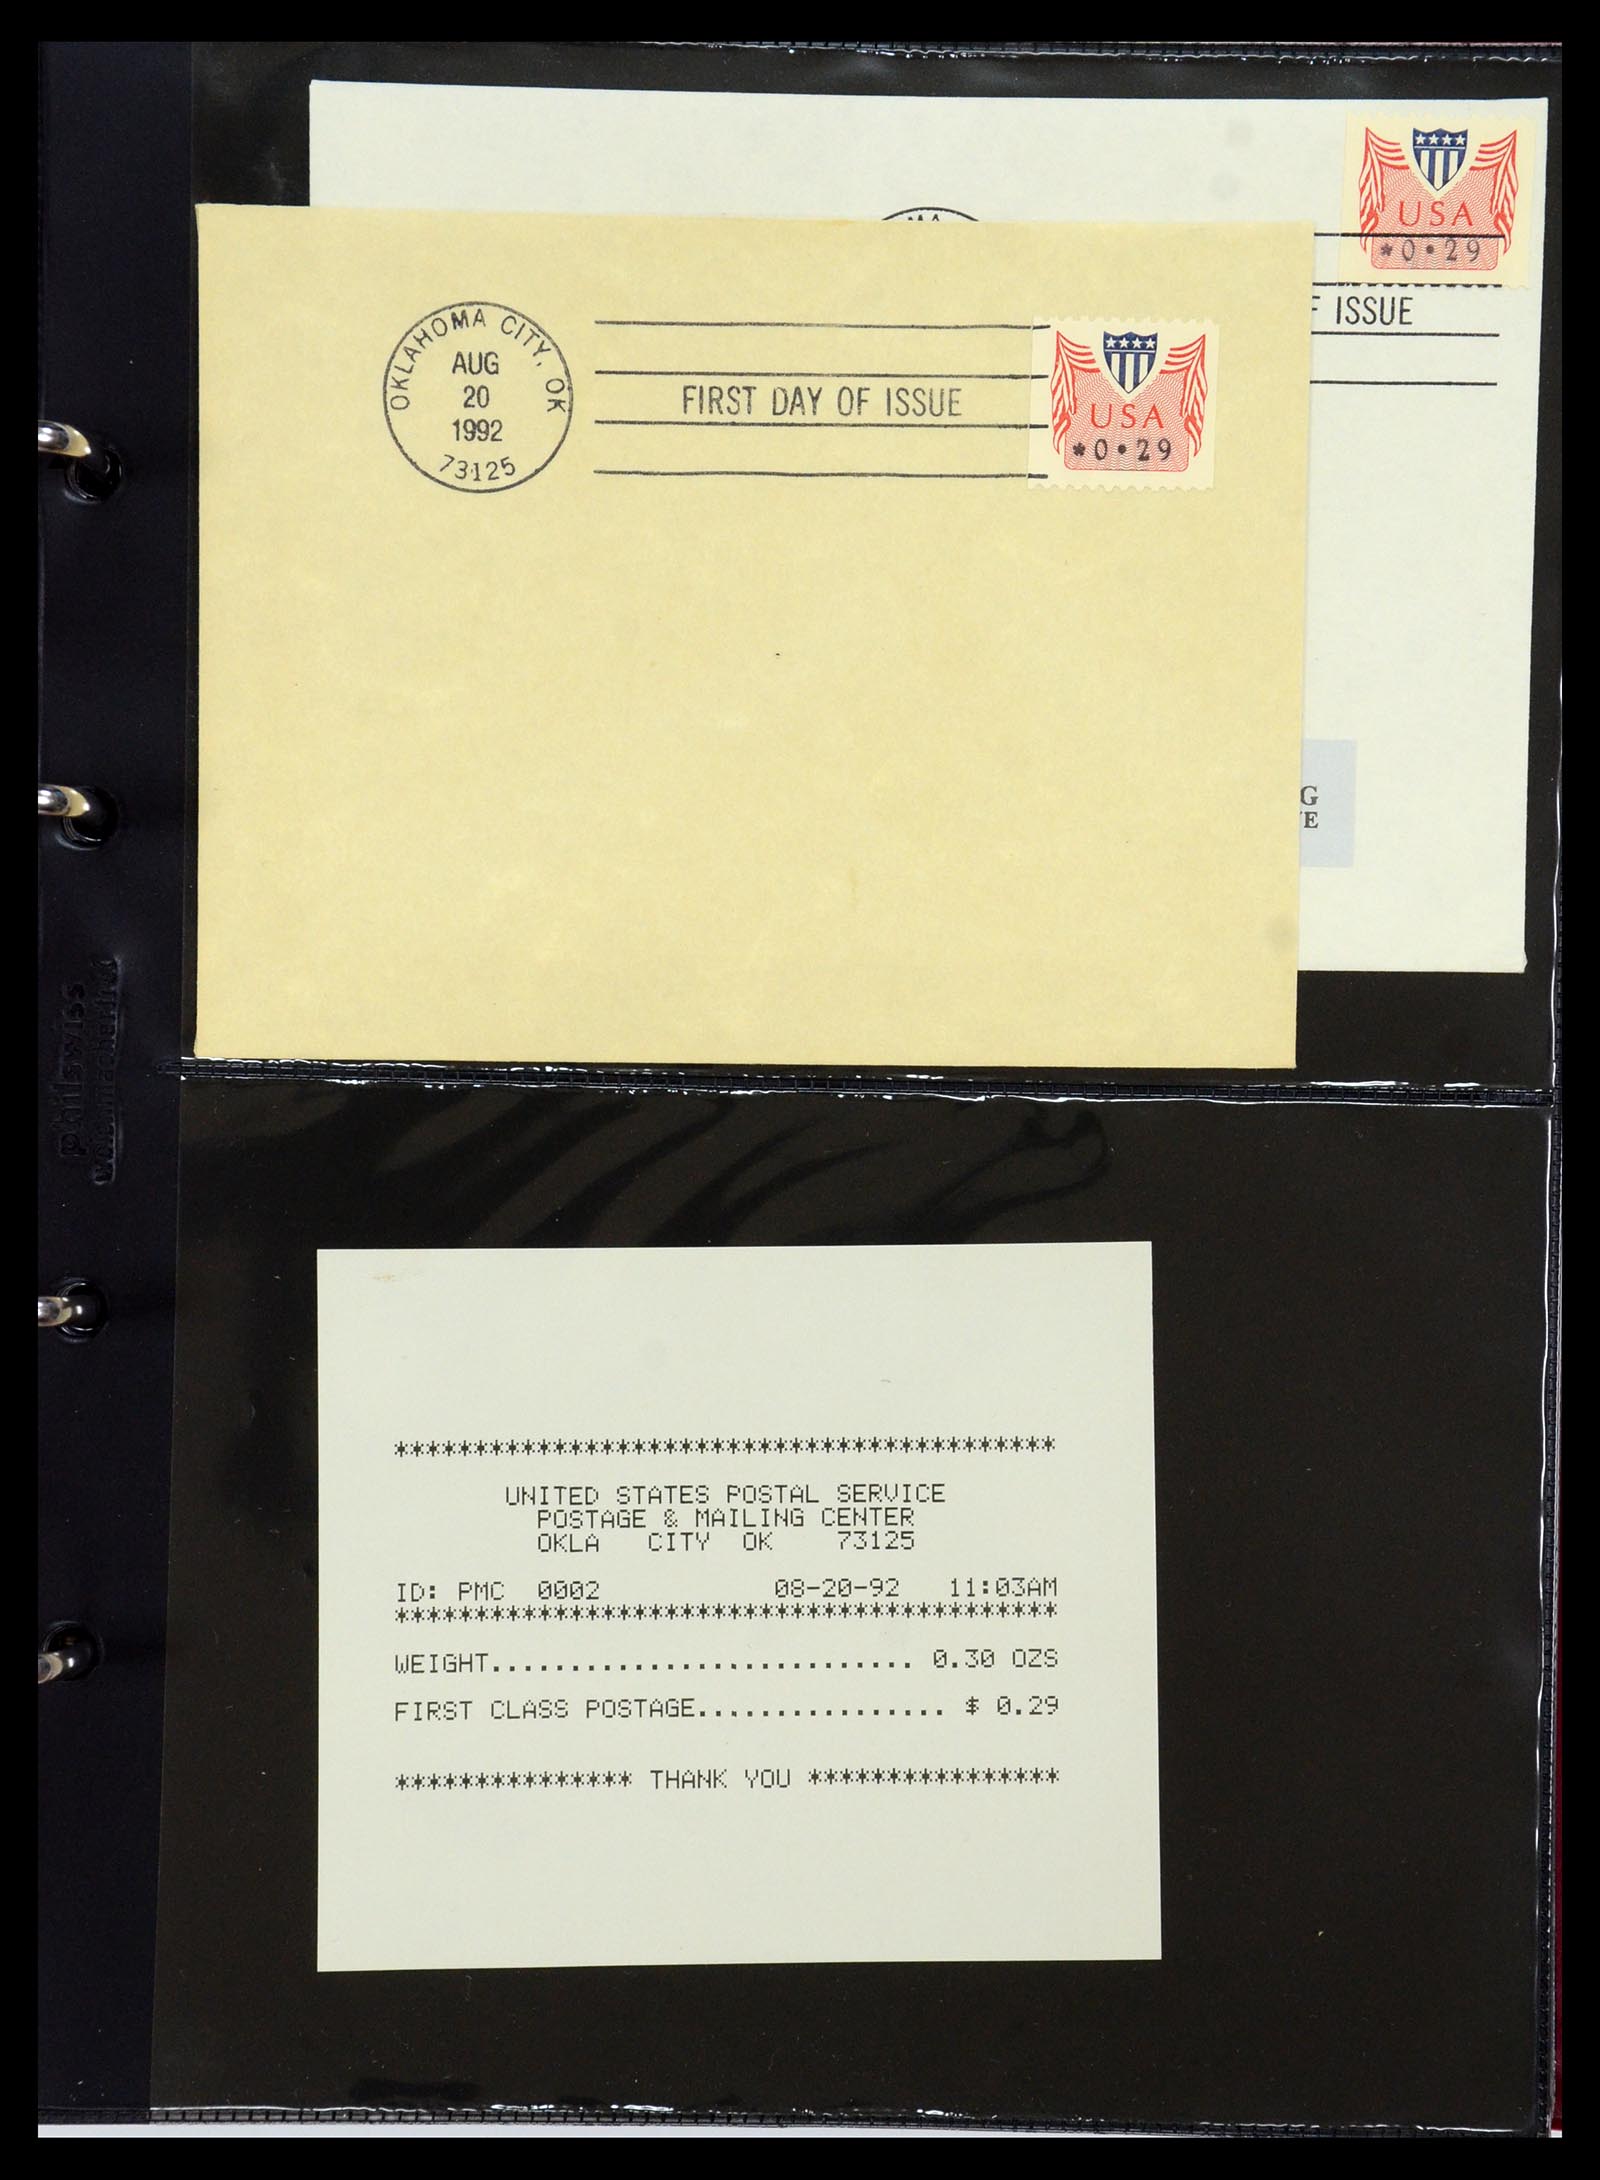 USA
*0•29
F ISSUE
MA
OKLAHOMA CITY, OK
AUG
20
1992
73125
FIRST DAY OF ISSUE
USA
*0•29
G
E
philswiss
******************************************
UNITED STATES POSTAL SERVICE
POSTAGE & MAILING CENTER
OKLA CITY OK 73125
ID: PMC 0002 08-20-92 11:03AM
******************************************
WEIGHT........................... 0.30 OZS
FIRST CLASS POSTAGE................ $ 0.29
*************** THANK YOU ****************